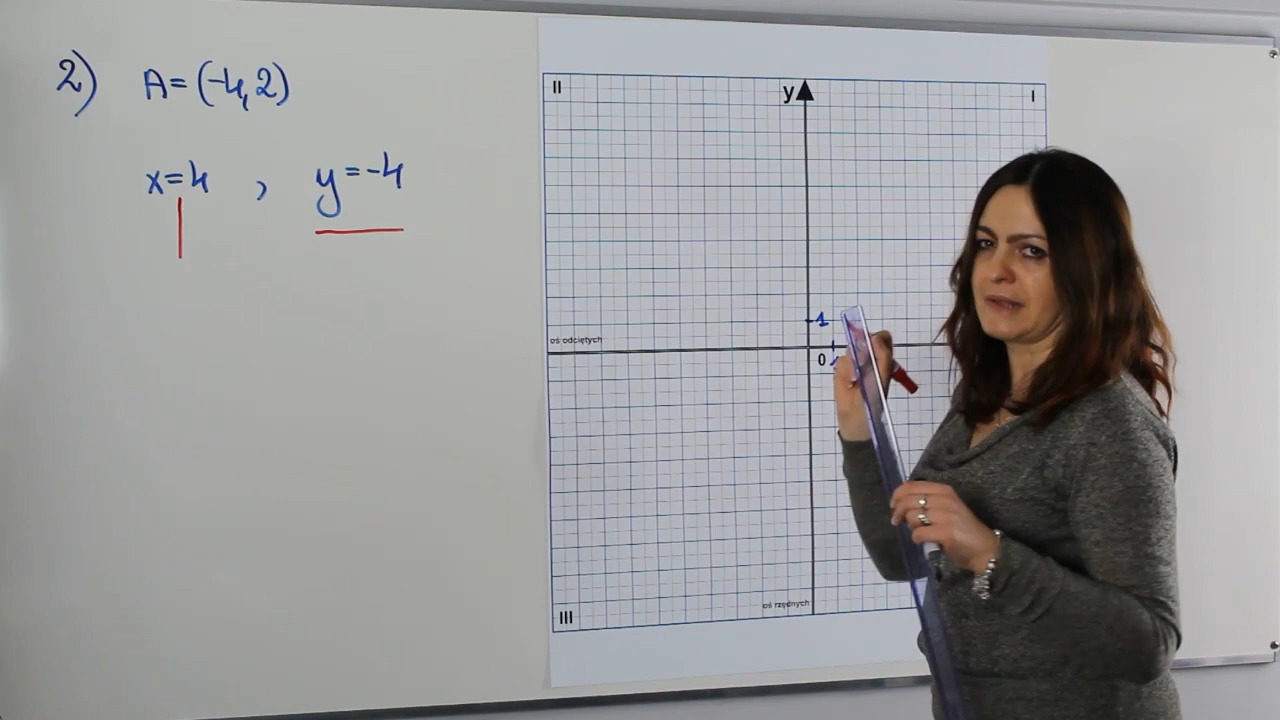 2) A=(-4,2)
x=4 , y=-4
II
y
I
1
oś odciętych
0
oś rzędnych
III